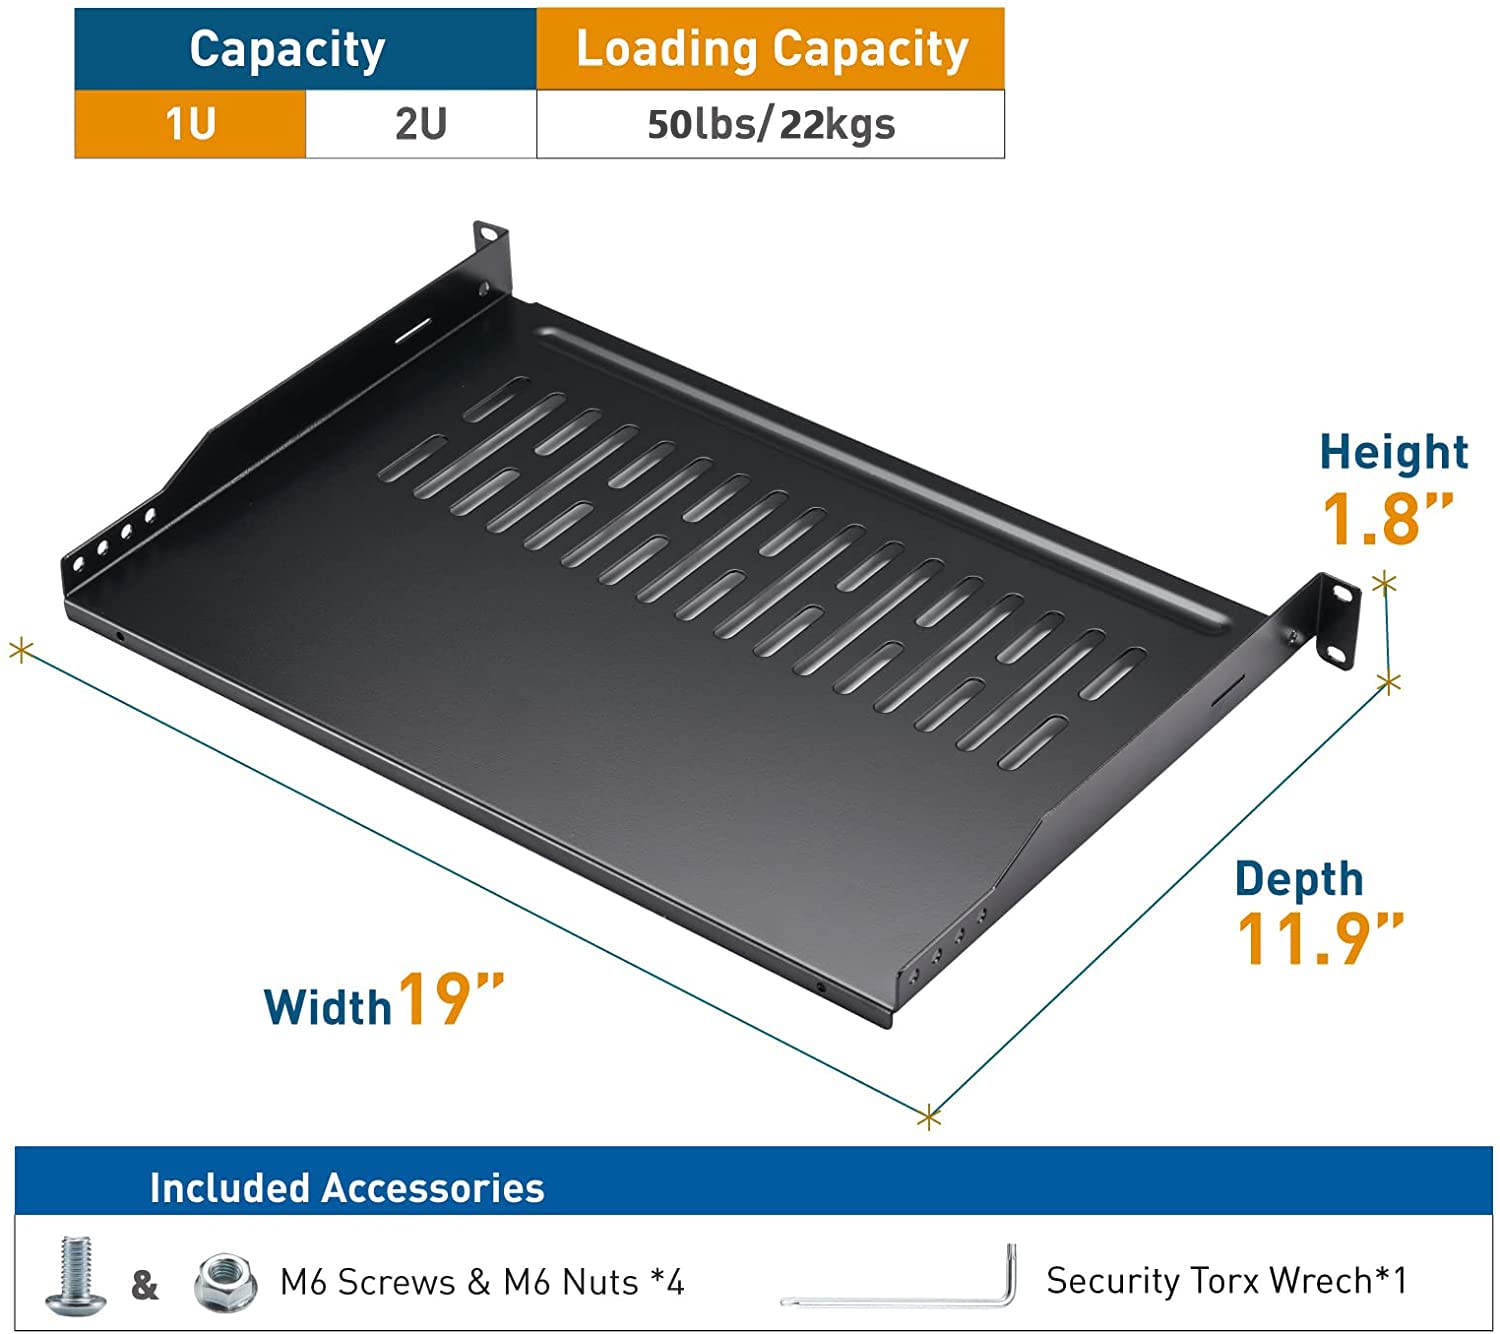 Capacity Loading Capacity
1U 2U 50lbs/22kgs
Height
1.8”
Depth
11.9”
Width 19”
Included Accessories
& M6 Screws & M6 Nuts *4 Security Torx Wrech*1